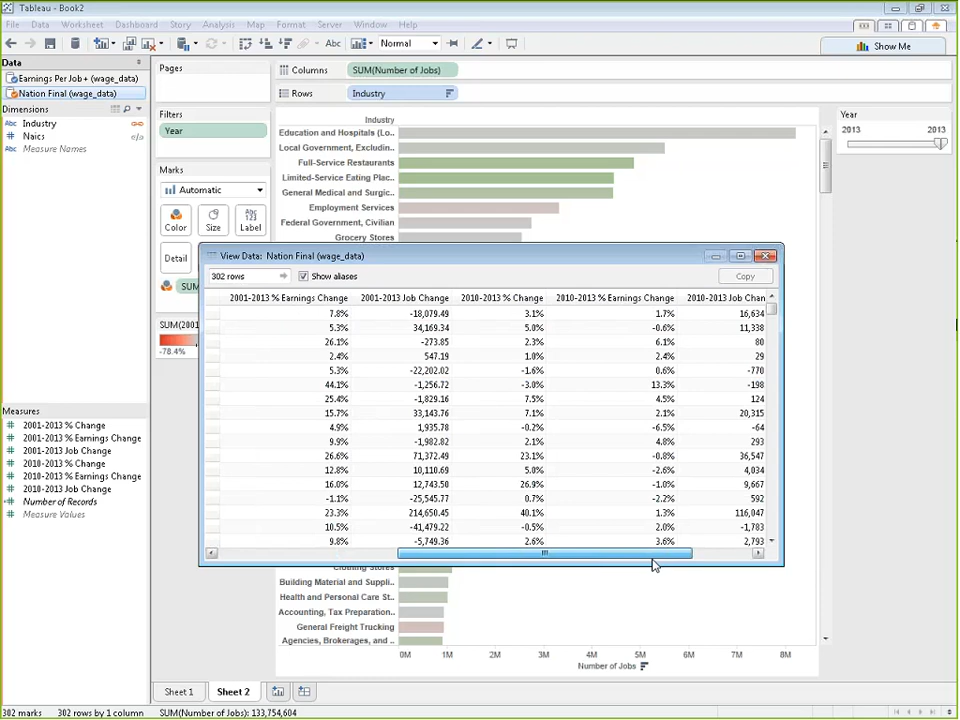 Tableau - Book2
File Data Worksheet Dashboard Story Analysis Map Format Server Window Help
Abc Normal Show Me
Data
Earnings Per Job + (wage_data)
Nation Final (wage_data)
Dimensions
Abc Industry
# Naics
Abc Measure Names
Measures
# 2001-2013 % Change
# 2001-2013 % Earnings Change
# 2001-2013 Job Change
# 2010-2013 % Change
# 2010-2013 % Earnings Change
# 2010-2013 Job Change
Number of Records
# Measure Values
Pages
Filters
Year
Marks
Automatic
Abc
123
Color Size Label
Detail
SUM
SUM(2001
-78.4%
Columns SUM(Number of Jobs)
Rows Industry
Industry
Education and Hospitals (Lo..
Local Government, Excludin..
Full-Service Restaurants
Limited-Service Eating Plac..
General Medical and Surgic..
Employment Services
Federal Government, Civilian
Grocery Stores
Year
2013 2013
View Data: Nation Final (wage_data)
302 rows Show aliases Copy
2001-2013 % Earnings Change 2001-2013 Job Change 2010-2013 % Change 2010-2013 % Earnings Change 2010-2013 Job Chan
7.8% -18,079.49 3.1% 1.7% 16,634
5.3% 34,169.34 5.0% -0.6% 11,338
26.1% -273.85 2.3% 6.1% 80
2.4% 547.19 1.0% 2.4% 29
5.3% -22,202.02 -1.6% 0.6% -770
44.1% -1,256.72 -3.0% 13.3% -198
25.4% -1,829.16 7.5% 4.5% 124
15.7% 33,143.76 7.1% 2.1% 20,315
4.9% 1,935.78 -0.2% -6.5% -64
9.9% -1,982.82 2.1% 4.8% 293
26.6% 71,372.49 23.1% -0.8% 36,547
12.8% 10,110.69 5.0% -2.6% 4,034
16.0% 12,743.50 26.9% -1.0% 9,667
-1.1% -25,545.77 0.7% -2.2% 592
23.3% 214,650.45 40.1% 1.3% 116,047
10.5% -41,479.22 -0.5% 2.0% -1,783
9.8% -5,749.36 2.6% 3.6% 2,793
Clothing Stores
Building Material and Suppli..
Health and Personal Care St..
Accounting, Tax Preparation..
General Freight Trucking
Agencies, Brokerages, and ..
0M 1M 2M 3M 4M 5M 6M 7M 8M
Number of Jobs
Sheet 1 Sheet 2
302 marks 302 rows by 1 column SUM(Number of Jobs): 133,754,604